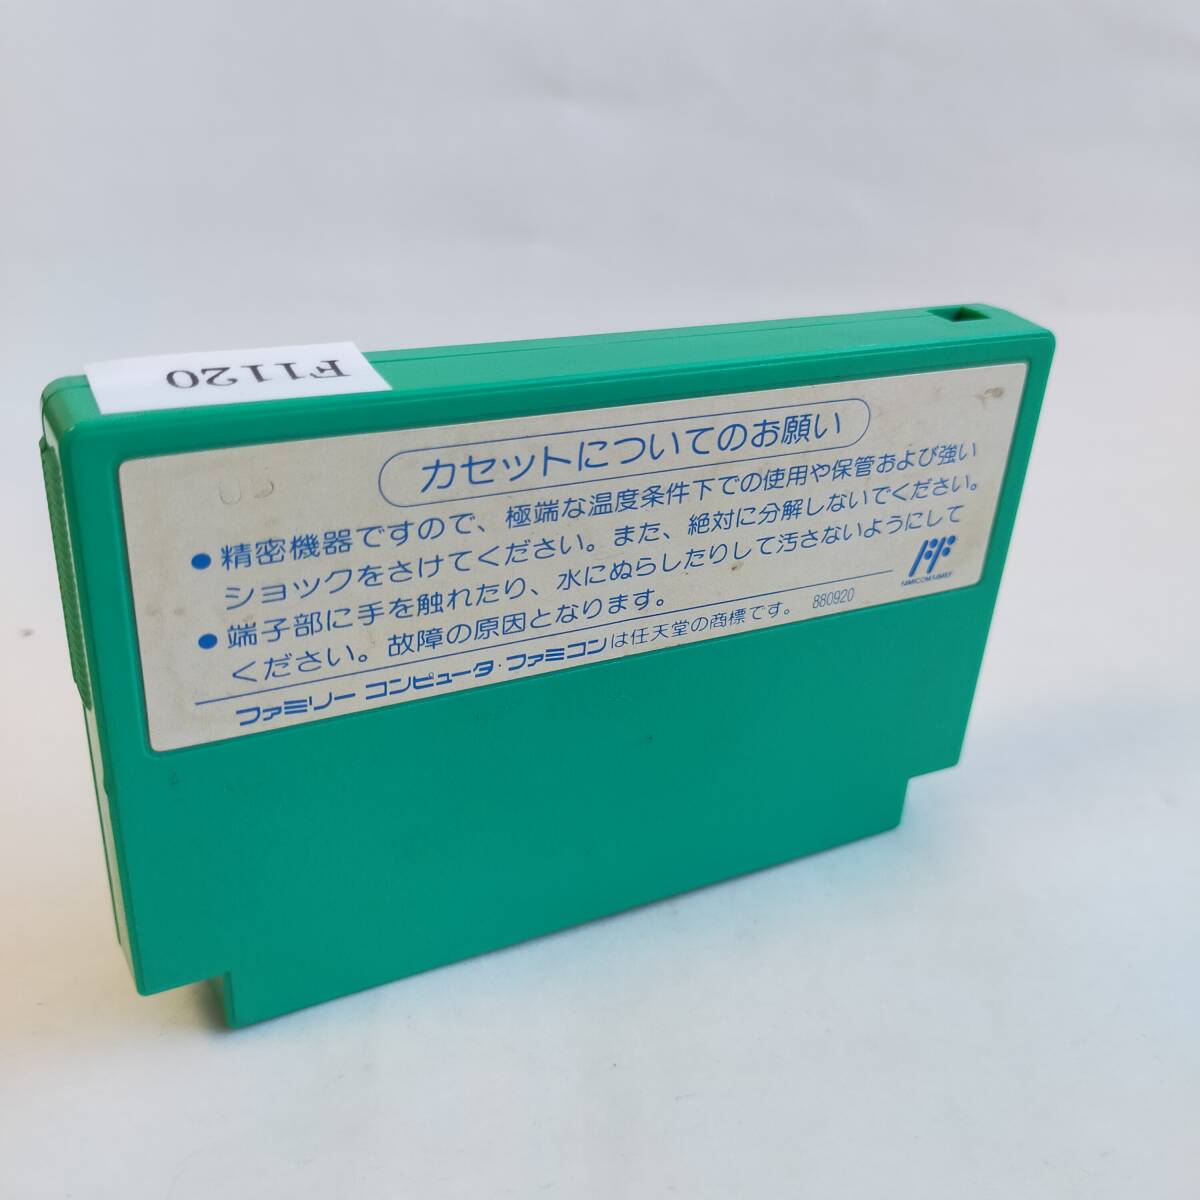 F1120
カセットについてのお願い
●精密機器ですので、極端な温度条件下での使用や保管および強い
ショックをさけてください。また、絶対に分解しないでください。
●端子部に手を触れたり、水にぬらしたりして汚さないようにして
ください。故障の原因となります。
FAMICOM FAMILY
ファミリー コンピュータ・ファミコンは任天堂の商標です。 880920